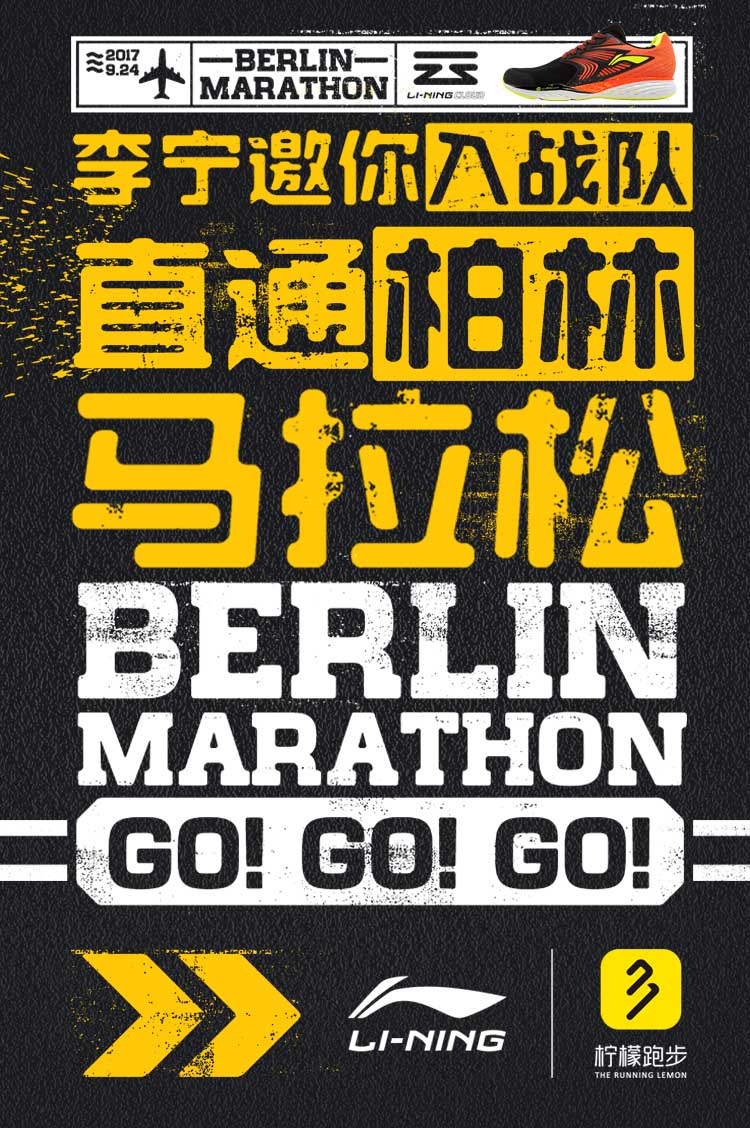 2017
9.24
BERLIN
MARATHON
LI-NING CLOUD
李宁邀你入战队
直通柏林
马拉松
BERLIN
MARATHON
GO! GO! GO!
LI-NING
柠檬跑步
THE RUNNING LEMON